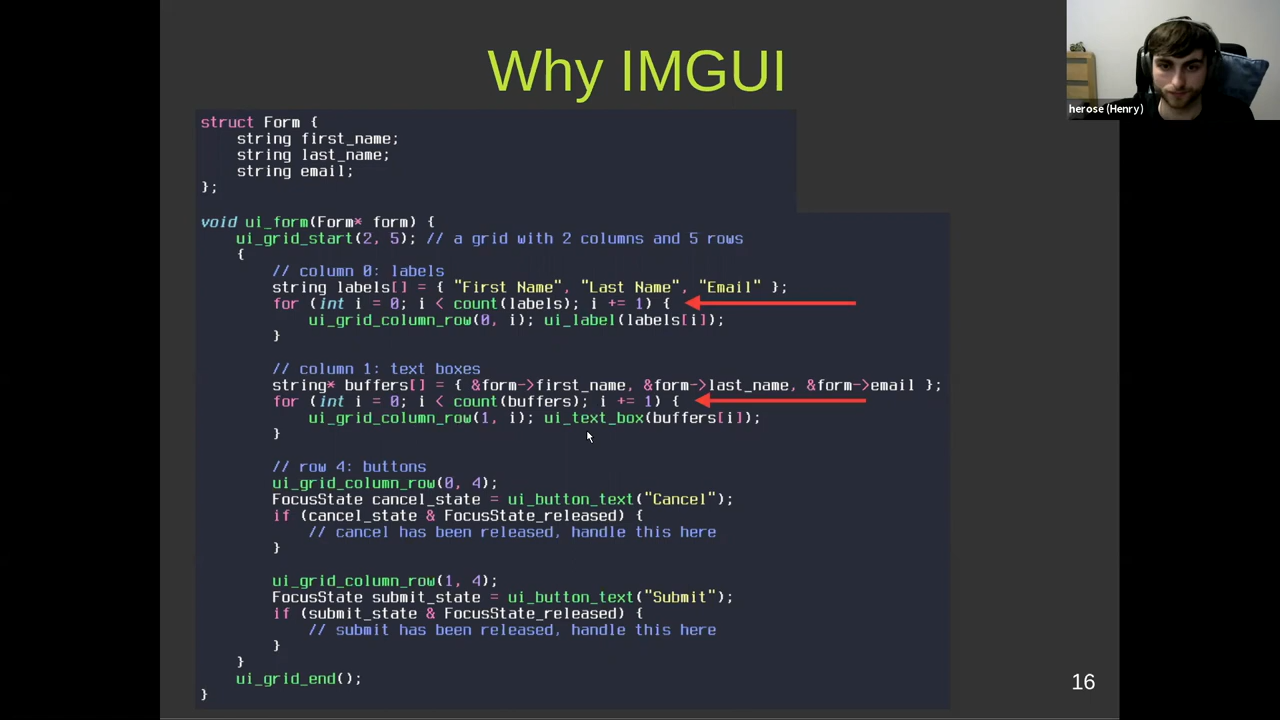 Why IMGUI
herose (Henry)
struct Form {
    string first_name;
    string last_name;
    string email;
};
void ui_form(Form* form) {
    ui_grid_start(2, 5); // a grid with 2 columns and 5 rows
    {
        // column 0: labels
        string labels[] = { "First Name", "Last Name", "Email" };
        for (int i = 0; i < count(labels); i += 1) {
            ui_grid_column_row(0, i); ui_label(labels[i]);
        }
        // column 1: text boxes
        string* buffers[] = { &form->first_name, &form->last_name, &form->email };
        for (int i = 0; i < count(buffers); i += 1) {
            ui_grid_column_row(1, i); ui_text_box(buffers[i]);
        }
        // row 4: buttons
        ui_grid_column_row(0, 4);
        FocusState cancel_state = ui_button_text("Cancel");
        if (cancel_state & FocusState_released) {
            // cancel has been released, handle this here
        }
        ui_grid_column_row(1, 4);
        FocusState submit_state = ui_button_text("Submit");
        if (submit_state & FocusState_released) {
            // submit has been released, handle this here
        }
    }
    ui_grid_end();
}
16